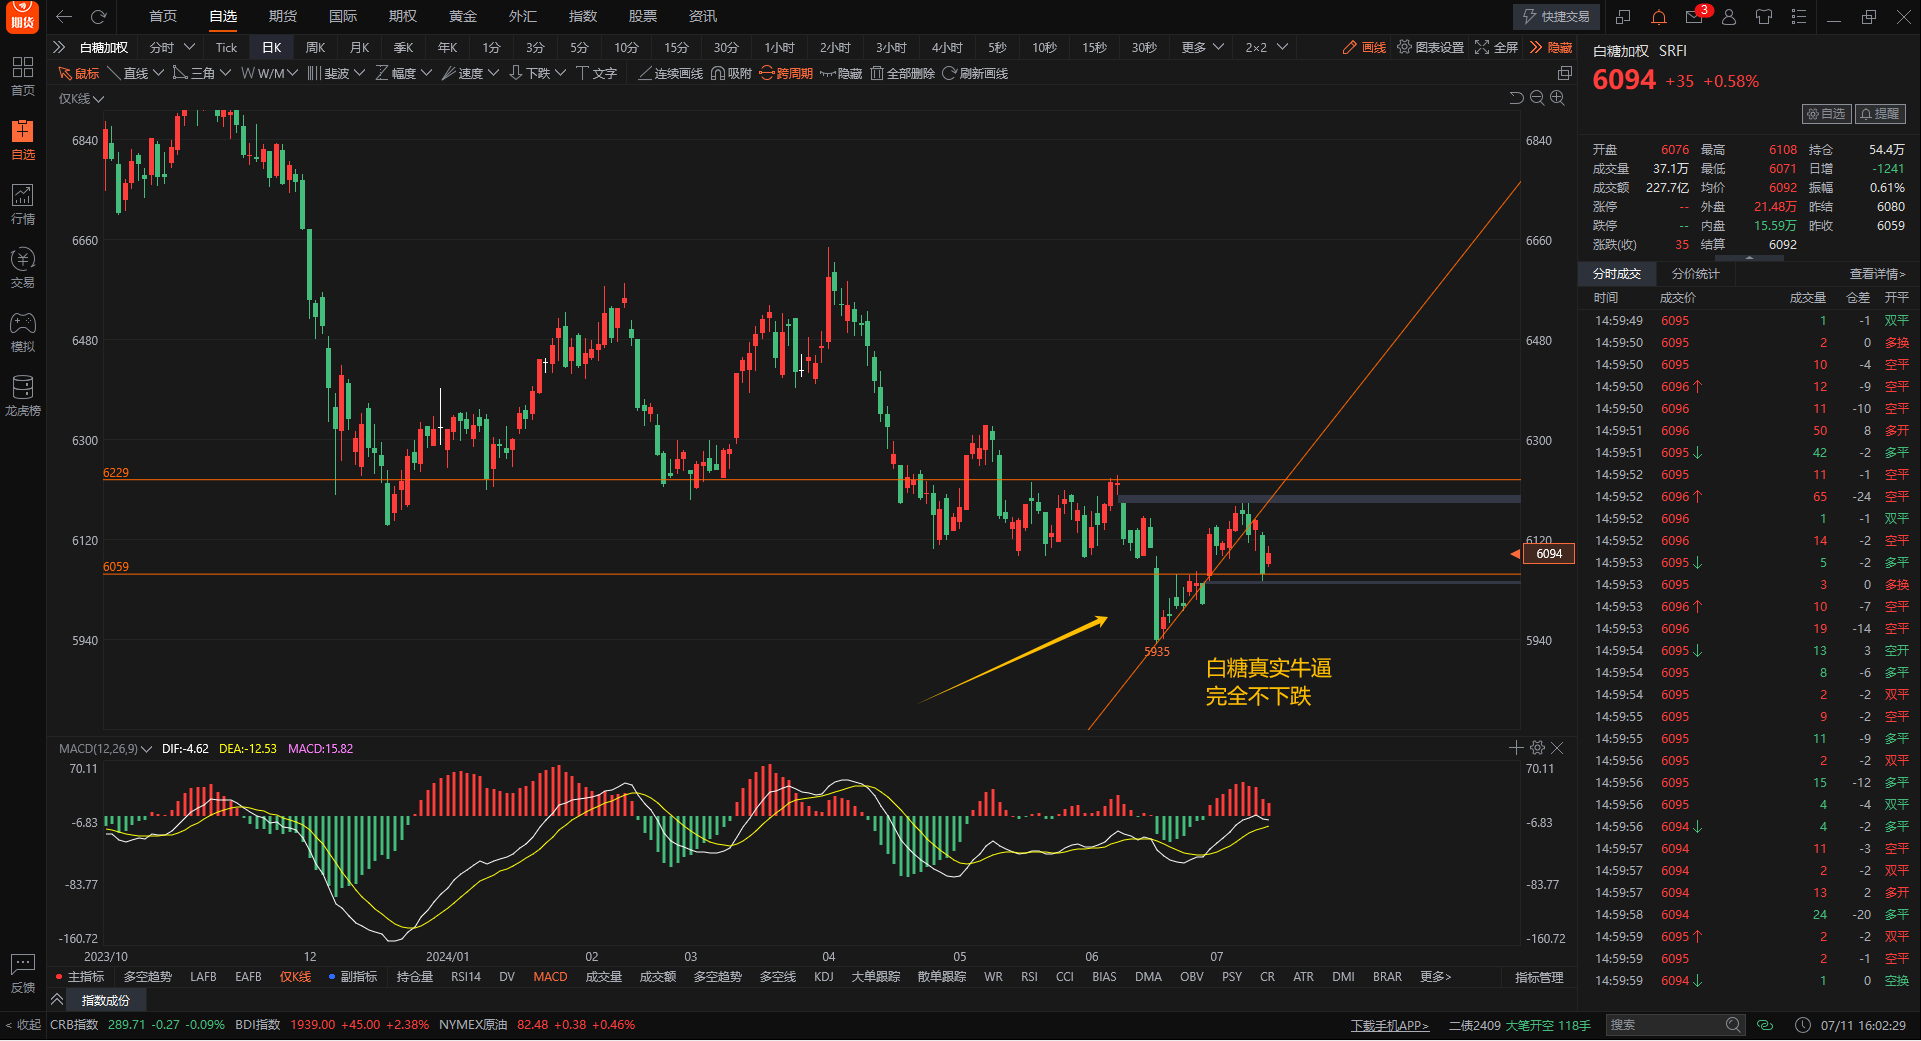 期货 首页 自选 期货 国际 期权 黄金 外汇 指数 股票 资讯 快捷交易 3
白糖加权 分时 Tick 日K 周K 月K 季K 年K 1分 3分 5分 10分 15分 30分 1小时 2小时 3小时 4小时 5秒 10秒 15秒 30秒 更多 2×2 画线 图表设置 全屏 隐藏
鼠标 直线 三角 W/M 斐波 幅度 速度 下跌 文字 连续画线 吸附 跨周期 隐藏 全部删除 刷新画线
仅K线
首页
自选
行情
交易
模拟
龙虎榜
反馈
< 收起
6840 6840
6660 6660
6480 6480
6300 6300
6229
6120 6120
6094
6059
5940 5940
5935
白糖真实牛逼
完全不下跌
MACD(12,26,9) DIF:-4.62 DEA:-12.53 MACD:15.82
70.11 70.11
-6.83 -6.83
-83.77 -83.77
-160.72 -160.72
2023/10 12 2024/01 02 03 04 05 06 07
主指标 多空趋势 LAFB EAFB 仅K线 副指标 持仓量 RSI14 DV MACD 成交量 成交额 多空趋势 多空线 KDJ 大单跟踪 散单跟踪 WR RSI CCI BIAS DMA OBV PSY CR ATR DMI BRAR 更多> 指标管理
指数成份
CRB指数 289.71 -0.27 -0.09% BDI指数 1939.00 +45.00 +2.38% NYMEX原油 82.48 +0.38 +0.46% 下载手机APP> 二债2409 大笔开空 118手 搜索 07/11 16:02:29
白糖加权 SRFI
6094 +35 +0.58%
自选 提醒
开盘 6076 最高 6108 持仓 54.4万
成交量 37.1万 最低 6071 日增 -1241
成交额 227.7亿 均价 6092 振幅 0.61%
涨停 -- 外盘 21.48万 昨结 6080
跌停 -- 内盘 15.59万 昨收 6059
涨跌(收) 35 结算 6092
分时成交 分价统计 查看详情>
时间 成交价 成交量 仓差 开平
14:59:49 6095 1 -1 双平
14:59:50 6095 2 0 多换
14:59:50 6095 10 -4 空平
14:59:50 6096↑ 12 -9 空平
14:59:50 6096 11 -10 空平
14:59:51 6096 50 8 多开
14:59:51 6095↓ 42 -2 多平
14:59:52 6095 11 -1 空平
14:59:52 6096↑ 65 -24 空平
14:59:52 6096 1 -1 双平
14:59:52 6096 14 -2 空平
14:59:53 6095↓ 5 -2 多平
14:59:53 6095 3 0 多换
14:59:53 6096↑ 10 -7 空平
14:59:53 6096 19 -14 空平
14:59:54 6095↓ 13 3 空开
14:59:54 6095 8 -6 多平
14:59:54 6095 2 -2 双平
14:59:55 6095 9 -2 空平
14:59:55 6095 11 -9 多平
14:59:56 6095 2 -2 双平
14:59:56 6095 15 -12 多平
14:59:56 6095 4 -4 双平
14:59:56 6094↓ 4 -2 多平
14:59:57 6094 11 -3 空平
14:59:57 6094 2 -2 双平
14:59:57 6094 13 2 多开
14:59:58 6094 24 -20 多平
14:59:59 6095↑ 2 -2 双平
14:59:59 6095 2 -1 空平
14:59:59 6094↓ 1 0 空换